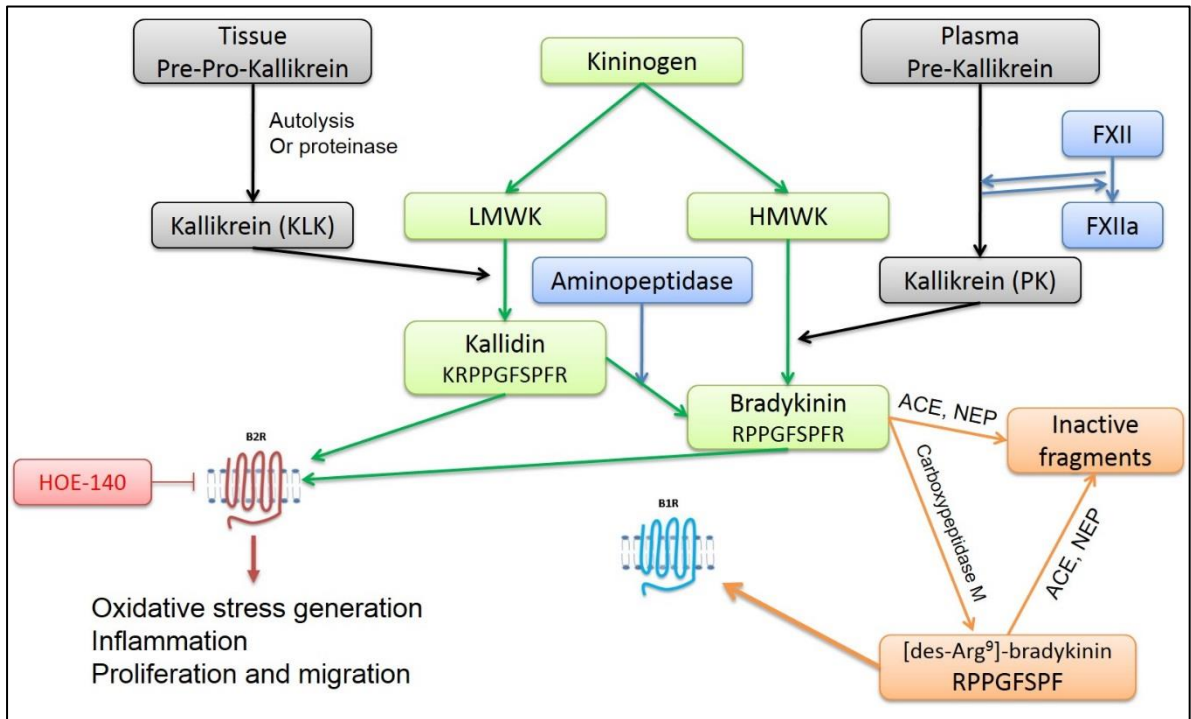 Tissue
Pre-Pro-Kallikrein
Kininogen
Plasma
Pre-Kallikrein
Autolysis
Or proteinase
FXII
FXIIa
Kallikrein (KLK)
LMWK
HMWK
Aminopeptidase
Kallikrein (PK)
Kallidin
KRPPGFSPFR
Bradykinin
RPPGFSPFR
ACE, NEP
Inactive
fragments
B2R
HOE-140
Carboxypeptidase M
ACE, NEP
B1R
Oxidative stress generation
Inflammation
Proliferation and migration
[des-Arg⁹]-bradykinin
RPPGFSPF